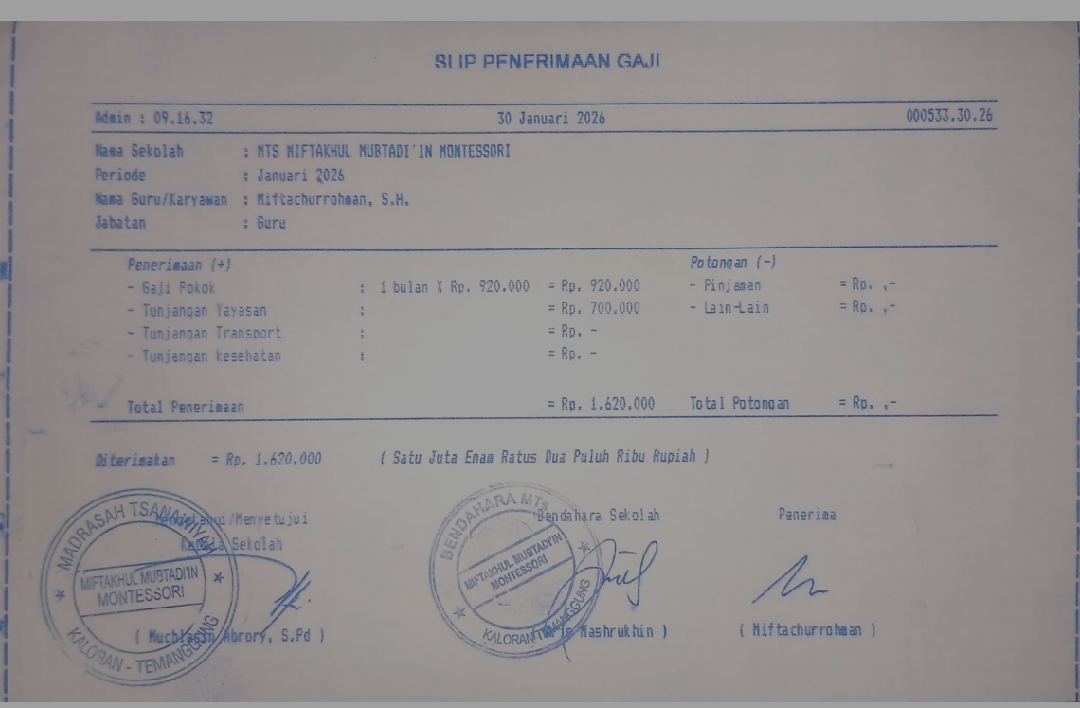 SLIP PENERIMAAN GAJI
Admin : 09.16.32 30 Januari 2026 000533.30.26
Nama Sekolah : MTS MIFTAKHUL MUBTADI'IN MONTESSORI
Periode : Januari 2026
Nama Guru/Karyawan : Miftachurrohman, S.H.
Jabatan : Guru
Penerimaan (+) Potongan (-)
- Gaji Pokok : 1 bulan X Rp. 920.000 = Rp. 920.000 - Pinjaman = Rp. ,-
- Tunjangan Yayasan : = Rp. 700.000 - Lain-Lain = Rp. ,-
- Tunjangan Transport : = Rp. -
- Tunjangan kesehatan : = Rp. -
Total Penerimaan = Rp. 1.620.000 Total Potongan = Rp. ,-
Diterimakan = Rp. 1.620.000 ( Satu Juta Enam Ratus Dua Puluh Ribu Rupiah )
Mengetahui/Menyetujui Bendahara Sekolah Penerima
Kepala Sekolah
MADRASAH TSANAWIYAH
MIFTAKHUL MUBTADI'IN
MONTESSORI
KALORAN - TEMANGGUNG
BENDAHARA MTs
MIFTAKHUL MUBTADI'IN
MONTESSORI
KALORAN TEMANGGUNG
Abrory, S.Pd ) Mashrukhin ) ( Miftachurrohman )